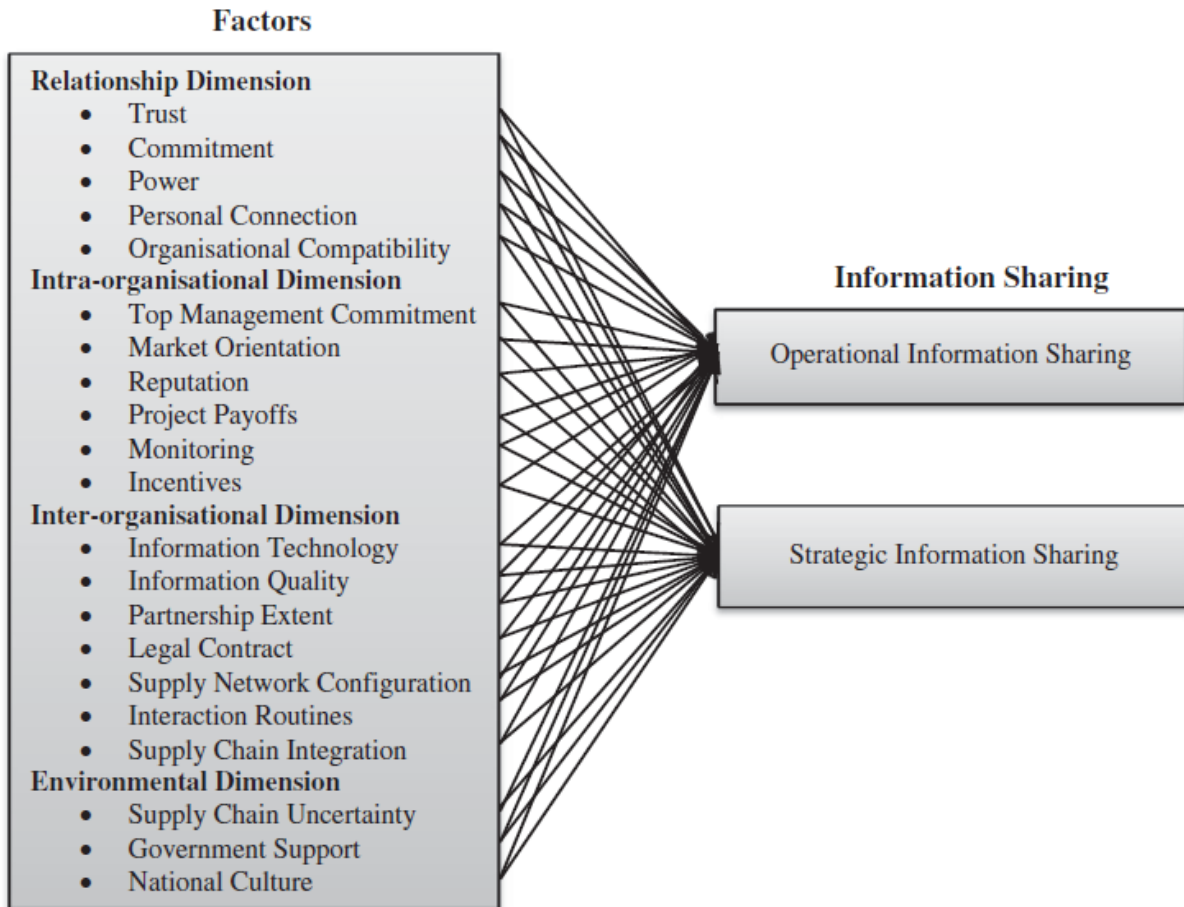 Factors
Relationship Dimension
• Trust
• Commitment
• Power
• Personal Connection
• Organisational Compatibility
Intra-organisational Dimension
• Top Management Commitment
• Market Orientation
• Reputation
• Project Payoffs
• Monitoring
• Incentives
Inter-organisational Dimension
• Information Technology
• Information Quality
• Partnership Extent
• Legal Contract
• Supply Network Configuration
• Interaction Routines
• Supply Chain Integration
Environmental Dimension
• Supply Chain Uncertainty
• Government Support
• National Culture
Information Sharing
Operational Information Sharing
Strategic Information Sharing